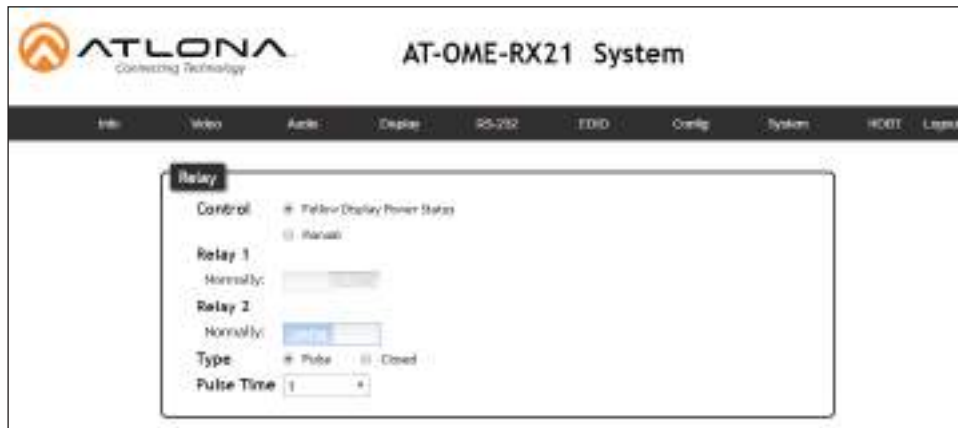 ATLONA
Connecting Technology
AT-OME-RX21 System
Info Video Audio Display RS-232 EDID Config System HDBT Logout
Relay
Control Follow Display Power Status
Manual
Relay 1
Normally:
Relay 2
Normally:
Type Pulse Closed
Pulse Time 1